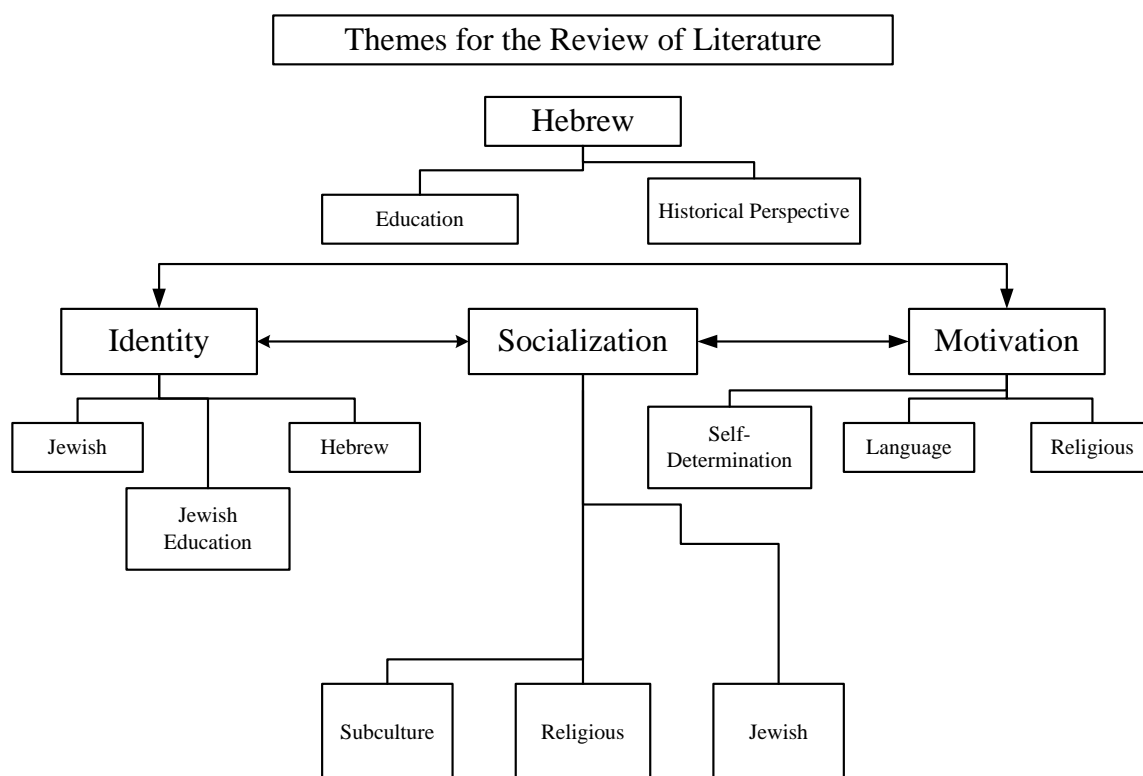 Themes for the Review of Literature
Hebrew
Education
Historical Perspective
Identity
Socialization
Motivation
Jewish
Jewish
Education
Hebrew
Self-
Determination
Language
Religious
Subculture
Religious
Jewish